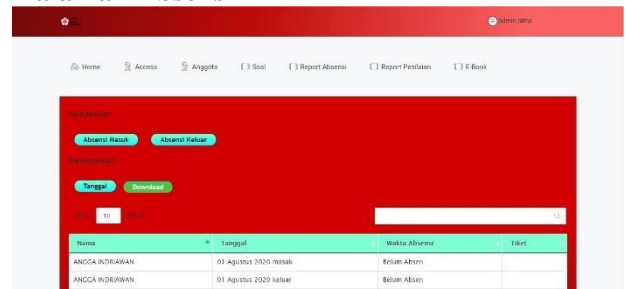 admin ratna
Home Access Anggota Soal Report Absensi Report Penilaian E-Book
Absensi Masuk Absensi Keluar
Tanggal Download
10
Nama Tanggal Waktu Absensi Tiket
ANGGA INDRIAWAN 01 Agustus 2020 masuk Belum Absen
ANGGA INDRIAWAN 01 Agustus 2020 keluar Belum Absen